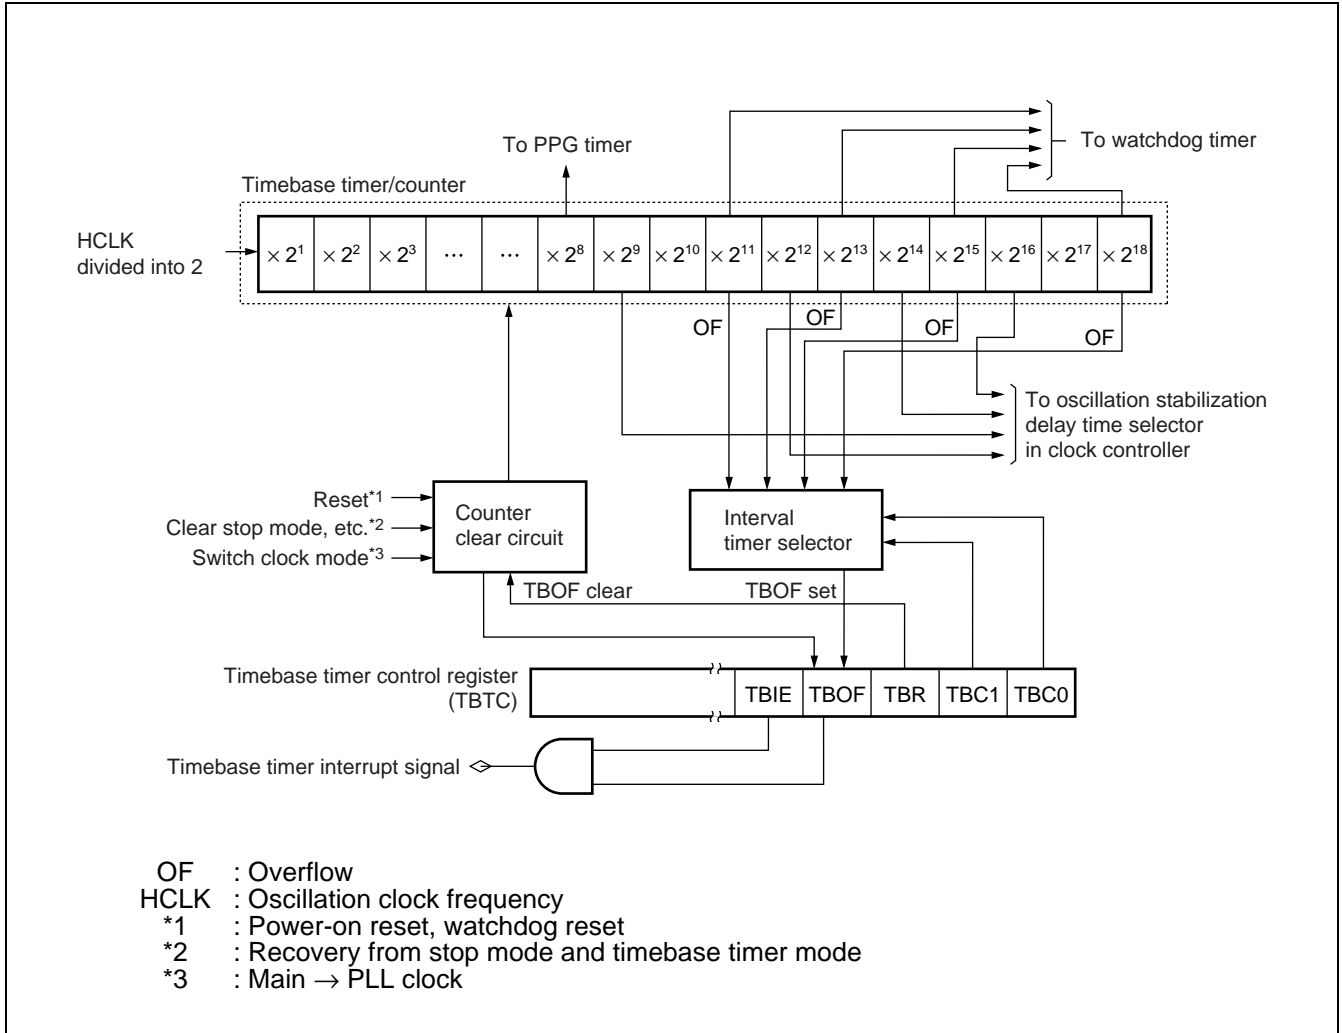 To PPG timer
To watchdog timer
Timebase timer/counter
HCLK
divided into 2
× 2¹ × 2² × 2³ ... ... × 2⁸ × 2⁹ × 2¹⁰ × 2¹¹ × 2¹² × 2¹³ × 2¹⁴ × 2¹⁵ × 2¹⁶ × 2¹⁷ × 2¹⁸
OF OF OF OF
To oscillation stabilization
delay time selector
in clock controller
Reset*1
Clear stop mode, etc.*2
Switch clock mode*3
Counter
clear circuit
Interval
timer selector
TBOF clear TBOF set
Timebase timer control register
(TBTC)
TBIE TBOF TBR TBC1 TBC0
Timebase timer interrupt signal
OF : Overflow
HCLK : Oscillation clock frequency
*1 : Power-on reset, watchdog reset
*2 : Recovery from stop mode and timebase timer mode
*3 : Main → PLL clock